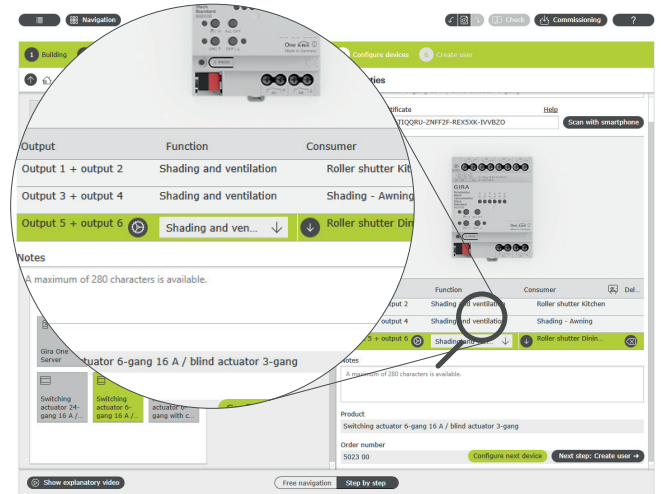 Navigation
Check
Commissioning
?
1 Building
Configure devices
Create user
ties
tificate
Help
TIQQRU-ZNFF2F-REX5XK-IVVBZO
Scan with smartphone
One KNX
Made in Germany
Output Function Consumer
Output 1 + output 2 Shading and ventilation Roller shutter Kit
Output 3 + output 4 Shading and ventilation Shading - Awning
Output 5 + output 6 Shading and ven... Roller shutter Din
Notes
A maximum of 280 characters is available.
tuator 6-gang 16 A / blind actuator 3-gang
GIRA
Function Consumer Del...
put 2 Shading and ventilation Roller shutter Kitchen
output 4 Shading and ventilation Shading - Awning
5 + output 6 Roller shutter Dinin...
Notes
A maximum of 280 characters is available.
Product
Switching actuator 6-gang 16 A / blind actuator 3-gang
Order number
5023 00
Configure next device
Next step: Create user →
Gira One
Server
Switching
actuator 24-
gang 16 A /...
Switching
actuator 6-
gang 16 A /...
actuator 6-
gang with c...
Show explanatory video
Free navigation
Step by step